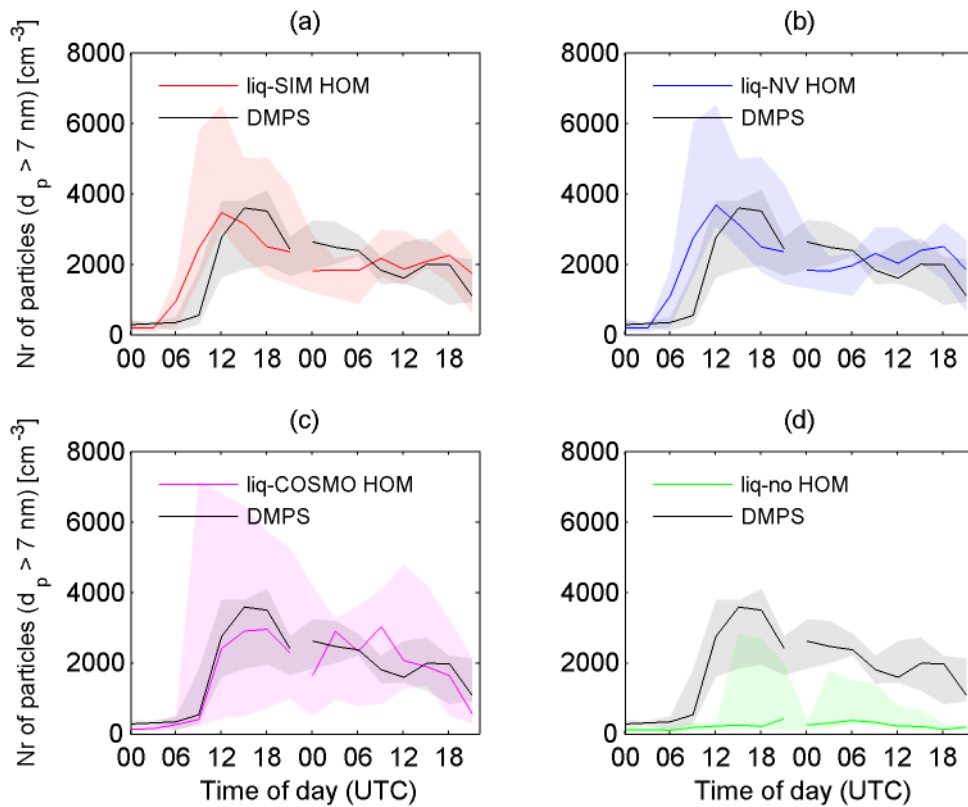 (a)
(b)
Nr of particles (d_p > 7 nm) [cm⁻³]
8000
6000
4000
2000
0
liq-SIM HOM
DMPS
00 06 12 18 00 06 12 18
8000
6000
4000
2000
0
liq-NV HOM
DMPS
00 06 12 18 00 06 12 18
(c)
(d)
Nr of particles (d_p > 7 nm) [cm⁻³]
8000
6000
4000
2000
0
liq-COSMO HOM
DMPS
00 06 12 18 00 06 12 18
Time of day (UTC)
8000
6000
4000
2000
0
liq-no HOM
DMPS
00 06 12 18 00 06 12 18
Time of day (UTC)